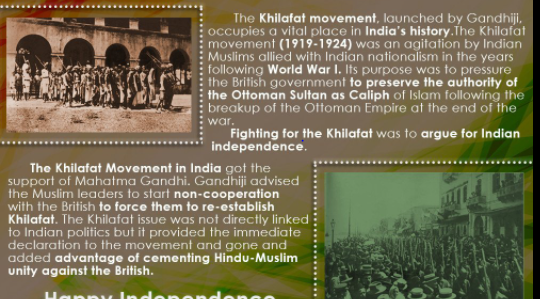 The Khilafat movement, launched by Gandhiji,
occupies a vital place in India's history.The Khilafat
movement (1919-1924) was an agitation by Indian
Muslims allied with Indian nationalism in the years
following World War I. Its purpose was to pressure
the British government to preserve the authority of
the Ottoman Sultan as Caliph of Islam following the
breakup of the Ottoman Empire at the end of the
war.
Fighting for the Khilafat was to argue for Indian
independence.
The Khilafat Movement in India got the
support of Mahatma Gandhi. Gandhiji advised
the Muslim leaders to start non-cooperation
with the British to force them to re-establish
Khilafat. The Khilafat issue was not directly linked
to Indian politics but it provided the immediate
declaration to the movement and gone and
added advantage of cementing Hindu-Muslim
unity against the British.
Happy Independence